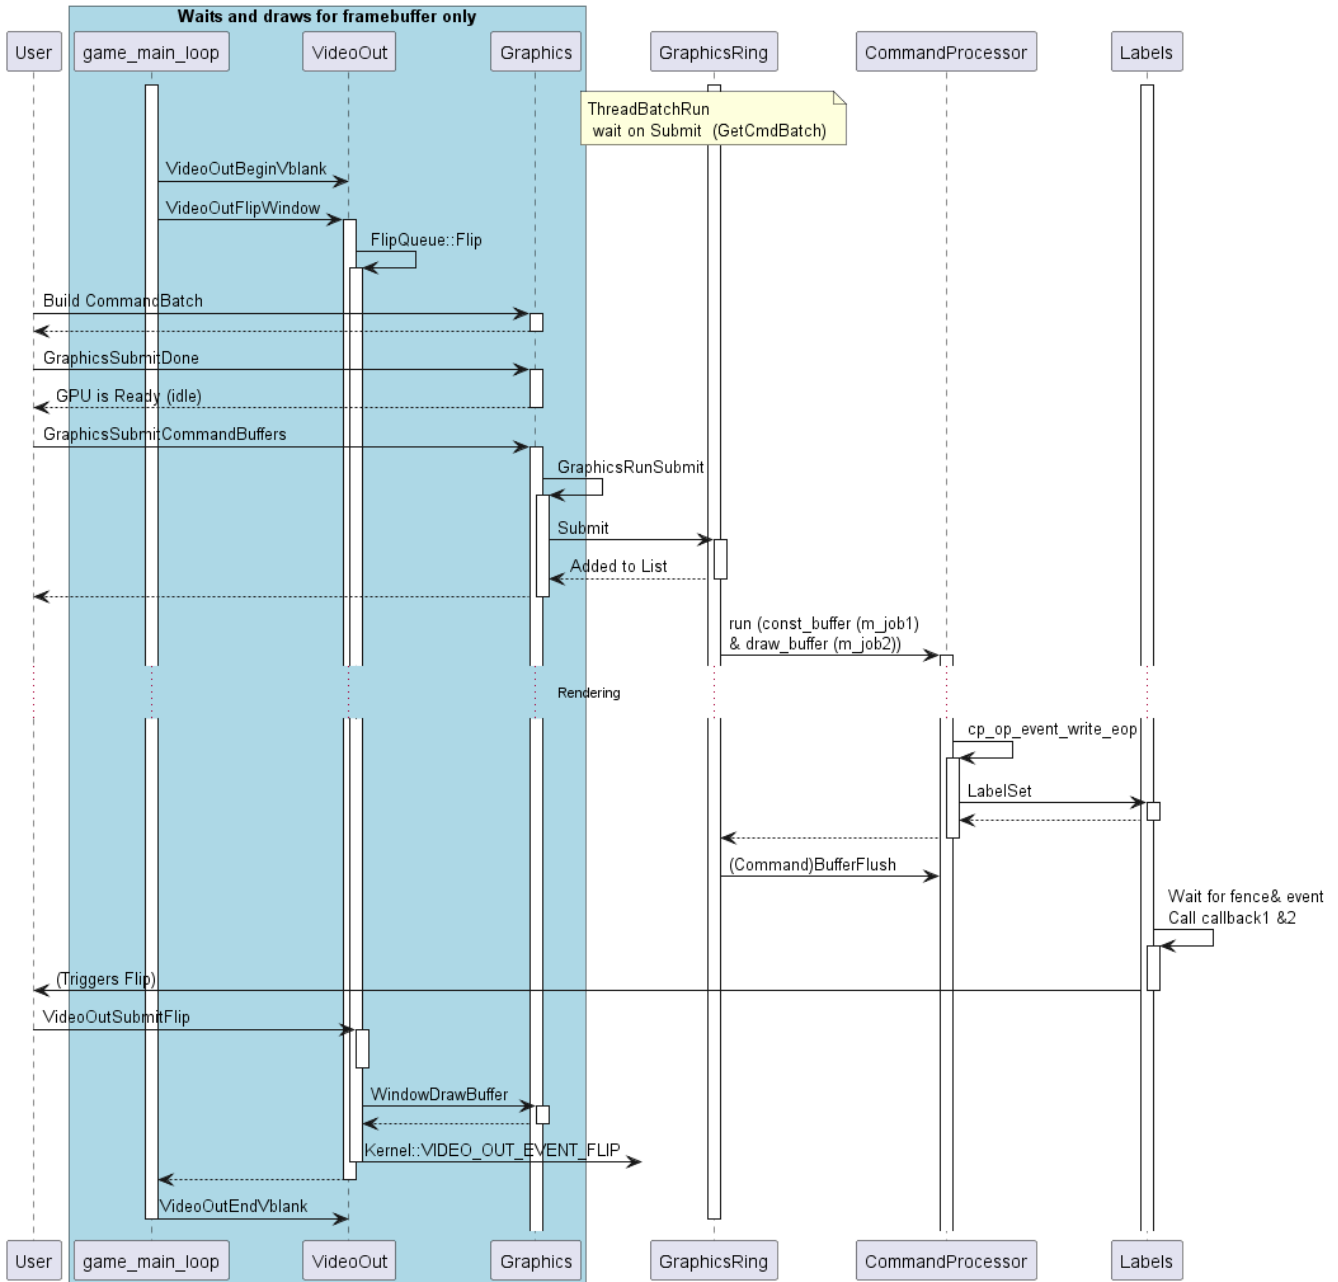 Waits and draws for framebuffer only
User
game_main_loop
VideoOut
Graphics
GraphicsRing
CommandProcessor
Labels
ThreadBatchRun
wait on Submit (GetCmdBatch)
VideoOutBeginVblank
VideoOutFlipWindow
FlipQueue::Flip
Build CommandBatch
GraphicsSubmitDone
GPU is Ready (idle)
GraphicsSubmitCommandBuffers
GraphicsRunSubmit
Submit
Added to List
run (const_buffer (m_job1)
& draw_buffer (m_job2))
Rendering
cp_op_event_write_eop
LabelSet
(Command)BufferFlush
Wait for fence& event
Call callback1 &2
(Triggers Flip)
VideoOutSubmitFlip
WindowDrawBuffer
Kernel::VIDEO_OUT_EVENT_FLIP
VideoOutEndVblank
User
game_main_loop
VideoOut
Graphics
GraphicsRing
CommandProcessor
Labels